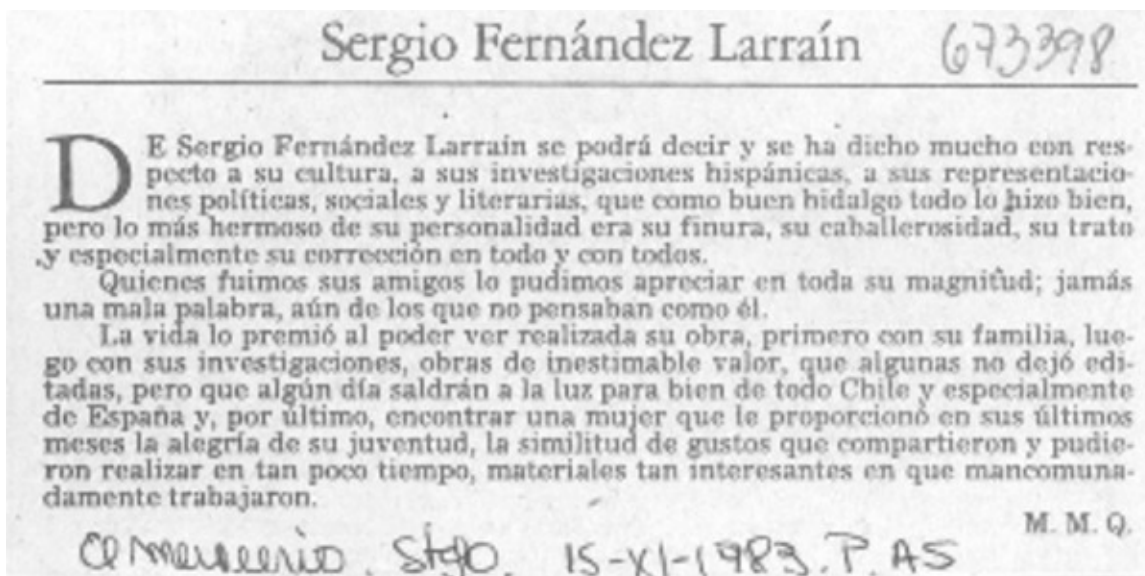 Sergio Fernández Larraín 673398
DE Sergio Fernández Larraín se podrá decir y se ha dicho mucho con res-
pecto a su cultura, a sus investigaciones hispánicas, a sus representacio-
nes políticas, sociales y literarias, que como buen hidalgo todo lo hizo bien,
pero lo más hermoso de su personalidad era su finura, su caballerosidad, su trato
y especialmente su corrección en todo y con todos.
Quienes fuimos sus amigos lo pudimos apreciar en toda su magnitud; jamás
una mala palabra, aún de los que no pensaban como él.
La vida lo premió al poder ver realizada su obra, primero con su familia, lue-
go con sus investigaciones, obras de inestimable valor, que algunas no dejó edi-
tadas, pero que algún día saldrán a la luz para bien de todo Chile y especialmente
de España y, por último, encontrar una mujer que le proporcionó en sus últimos
meses la alegría de su juventud, la similitud de gustos que compartieron y pudie-
ron realizar en tan poco tiempo, materiales tan interesantes en que mancomuna-
damente trabajaron.
M. M. Q.
El Mercurio. Stgo. 15-XI-1983. P. A5